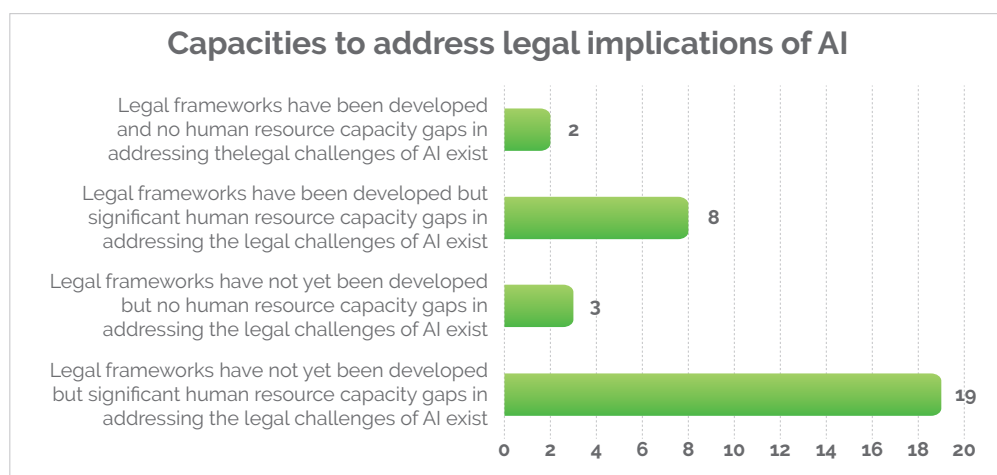 Capacities to address legal implications of AI
Legal frameworks have been developed
and no human resource capacity gaps in
addressing thelegal challenges of AI exist
2
Legal frameworks have been developed but
significant human resource capacity gaps in
addressing the legal challenges of AI exist
8
Legal frameworks have not yet been developed
but no human resource capacity gaps in
addressing the legal challenges of AI exist
3
Legal frameworks have not yet been developed
but significant human resource capacity gaps in
addressing the legal challenges of AI exist
19
0 2 4 6 8 10 12 14 16 18 20